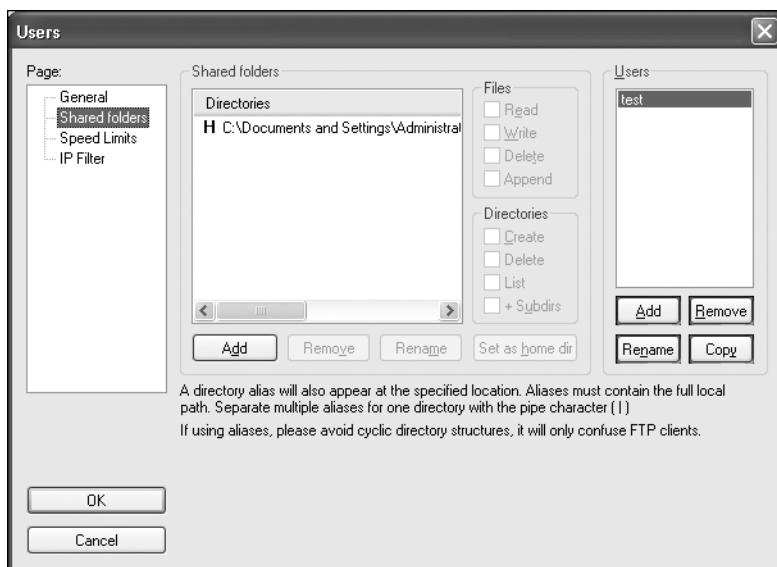 Users
Page:
General
Shared folders
Speed Limits
IP Filter
Shared folders
Directories
H C:\Documents and Settings\Administrat
Files
Read
Write
Delete
Append
Directories
Create
Delete
List
+ Subdirs
Add
Remove
Rename
Set as home dir
Users
test
Add
Remove
Rename
Copy
A directory alias will also appear at the specified location. Aliases must contain the full local
path. Separate multiple aliases for one directory with the pipe character ( | )
If using aliases, please avoid cyclic directory structures, it will only confuse FTP clients.
OK
Cancel